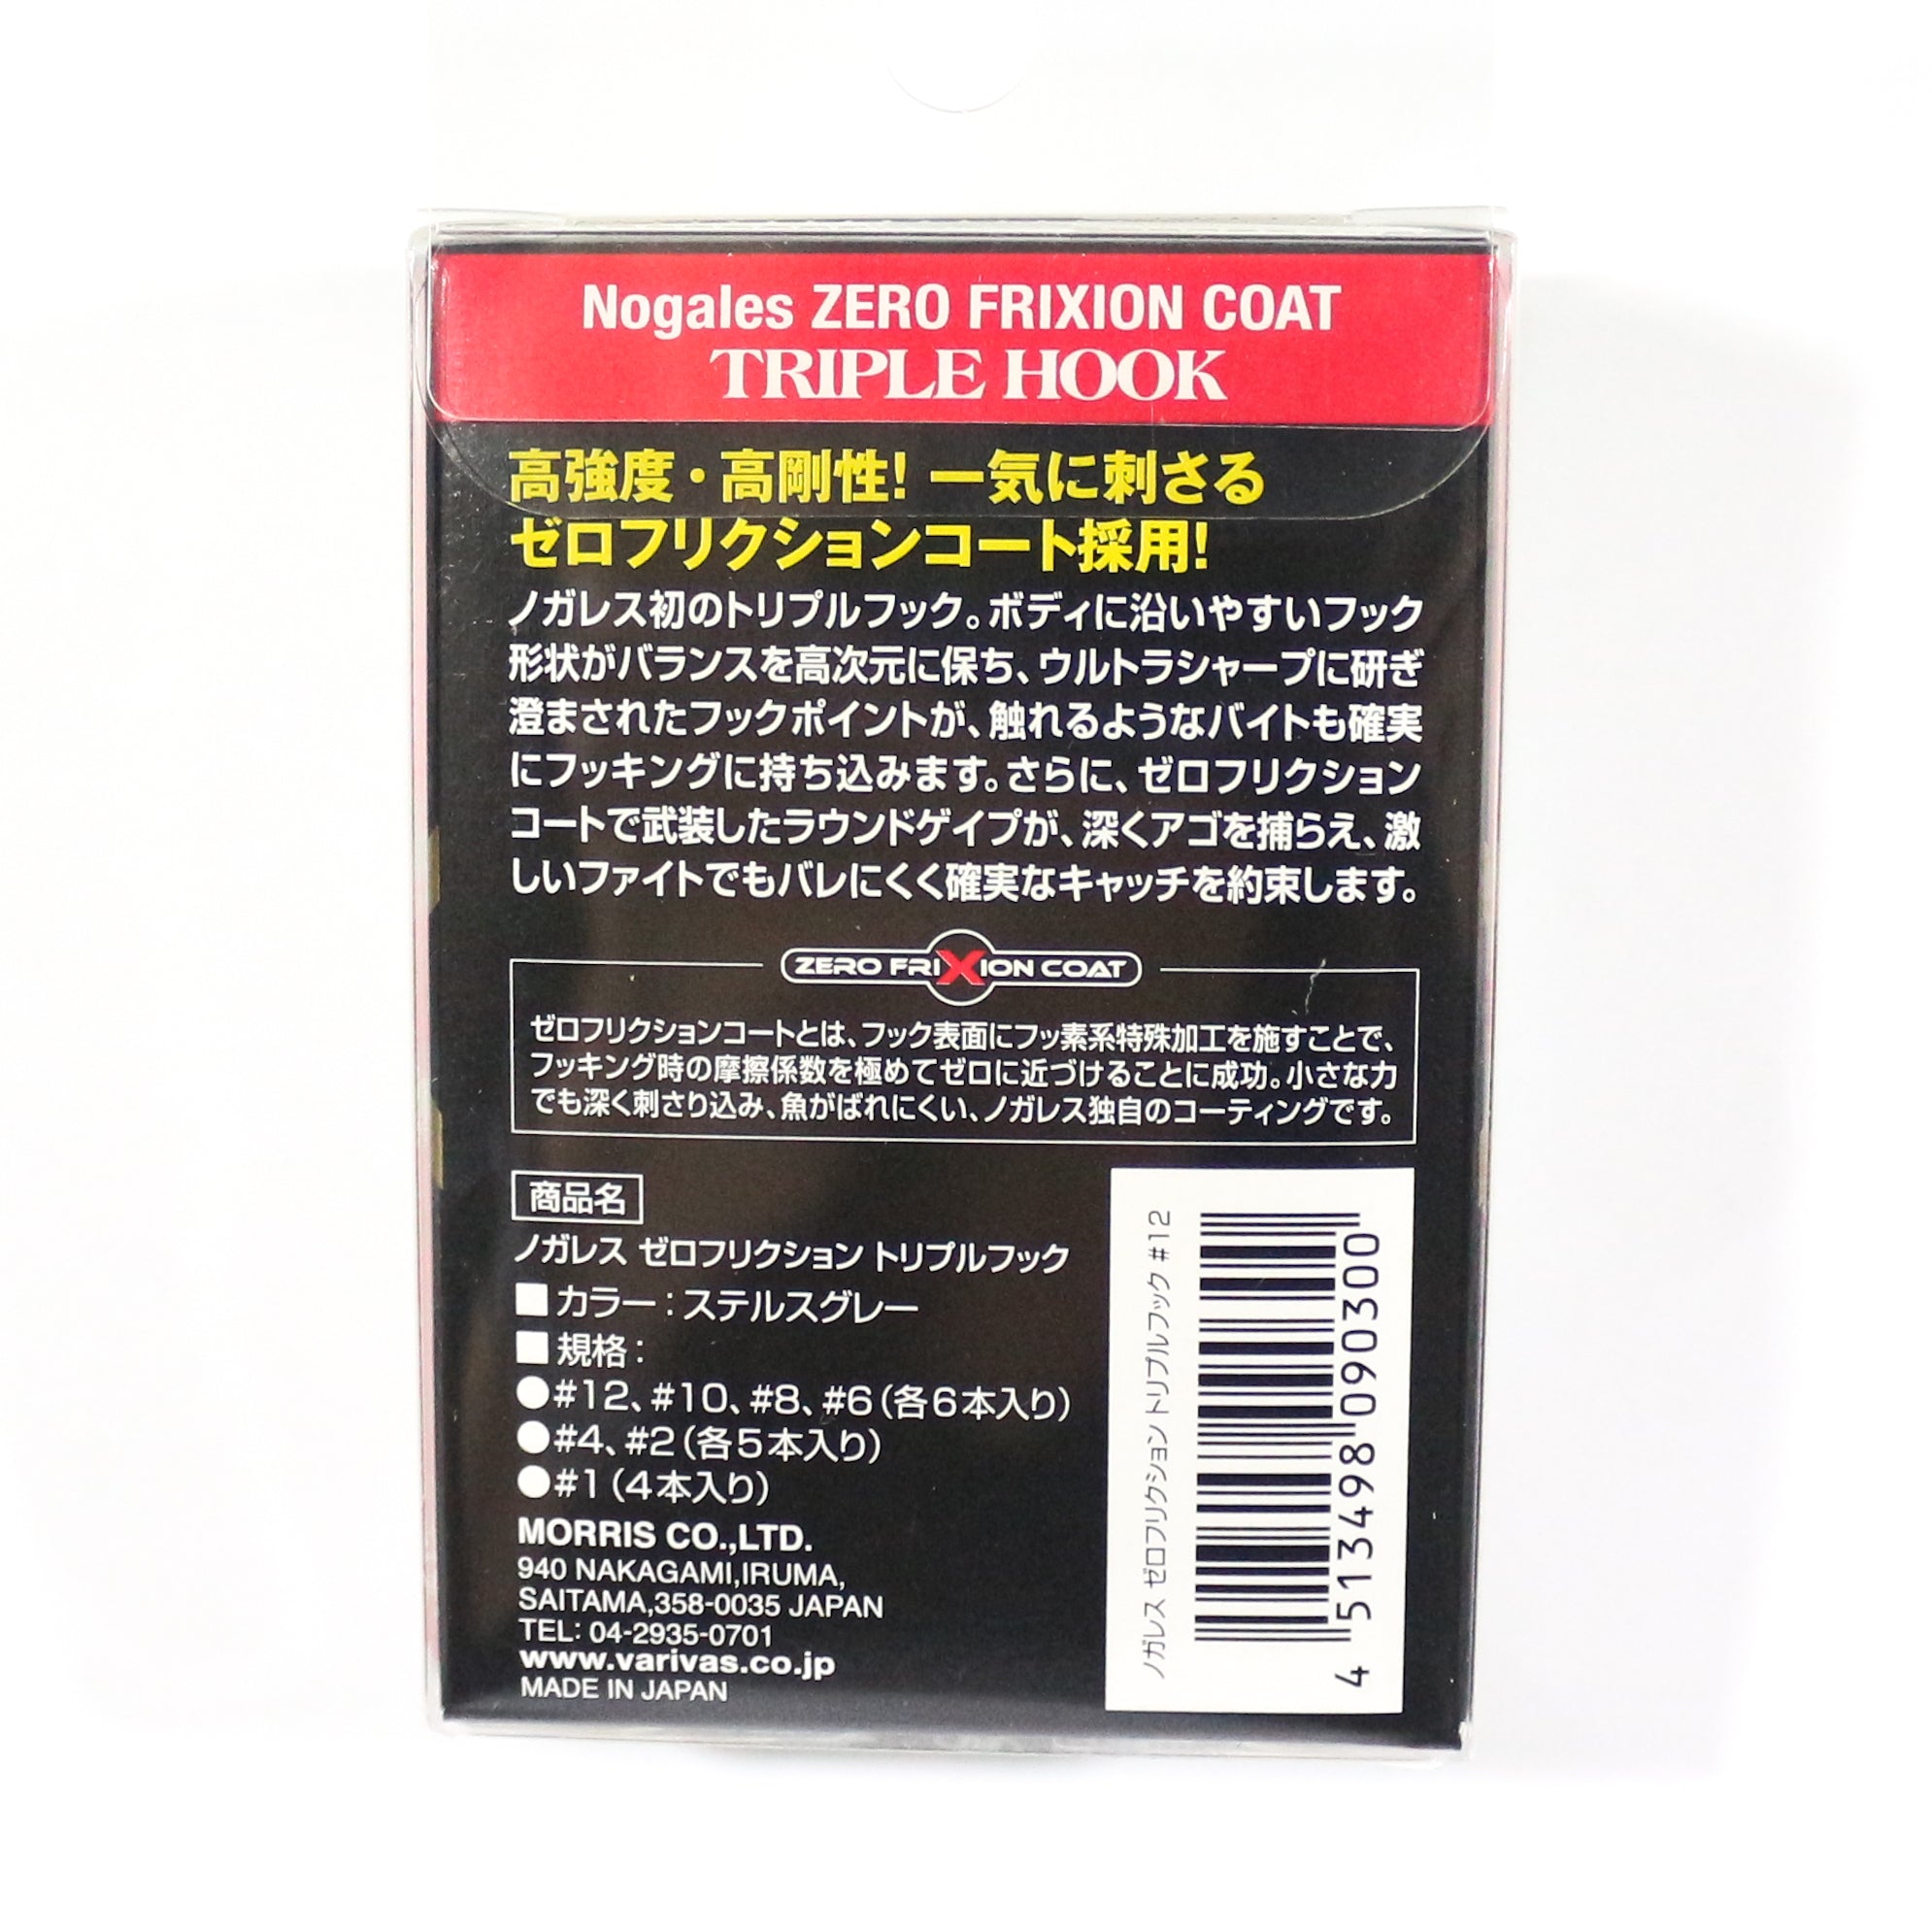 Nogales ZERO FRIXION COAT
TRIPLE HOOK
高強度・高剛性! 一気に刺さる
ゼロフリクションコート採用!
ノガレス初のトリプルフック。ボディに沿いやすいフック
形状がバランスを高次元に保ち、ウルトラシャープに研ぎ
澄まされたフックポイントが、触れるようなバイトも確実
にフッキングに持ち込みます。さらに、ゼロフリクション
コートで武装したラウンドゲイプが、深くアゴを捕らえ、激
しいファイトでもバレにくく確実なキャッチを約束します。
ZERO FRIXION COAT
ゼロフリクションコートとは、フック表面にフッ素系特殊加工を施すことで、
フッキング時の摩擦係数を極めてゼロに近づけることに成功。小さな力
でも深く刺さり込み、魚がばれにくい、ノガレス独自のコーティングです。
商品名
ノガレス ゼロフリクション トリプルフック
■カラー:ステルスグレー
■規格:
●#12、#10、#8、#6(各6本入り)
●#4、#2(各5本入り)
●#1(4本入り)
MORRIS CO.,LTD.
940 NAKAGAMI,IRUMA,
SAITAMA,358-0035 JAPAN
TEL: 04-2935-0701
www.varivas.co.jp
MADE IN JAPAN
ノガレス ゼロフリクション トリプルフック #12
4 513498 090300